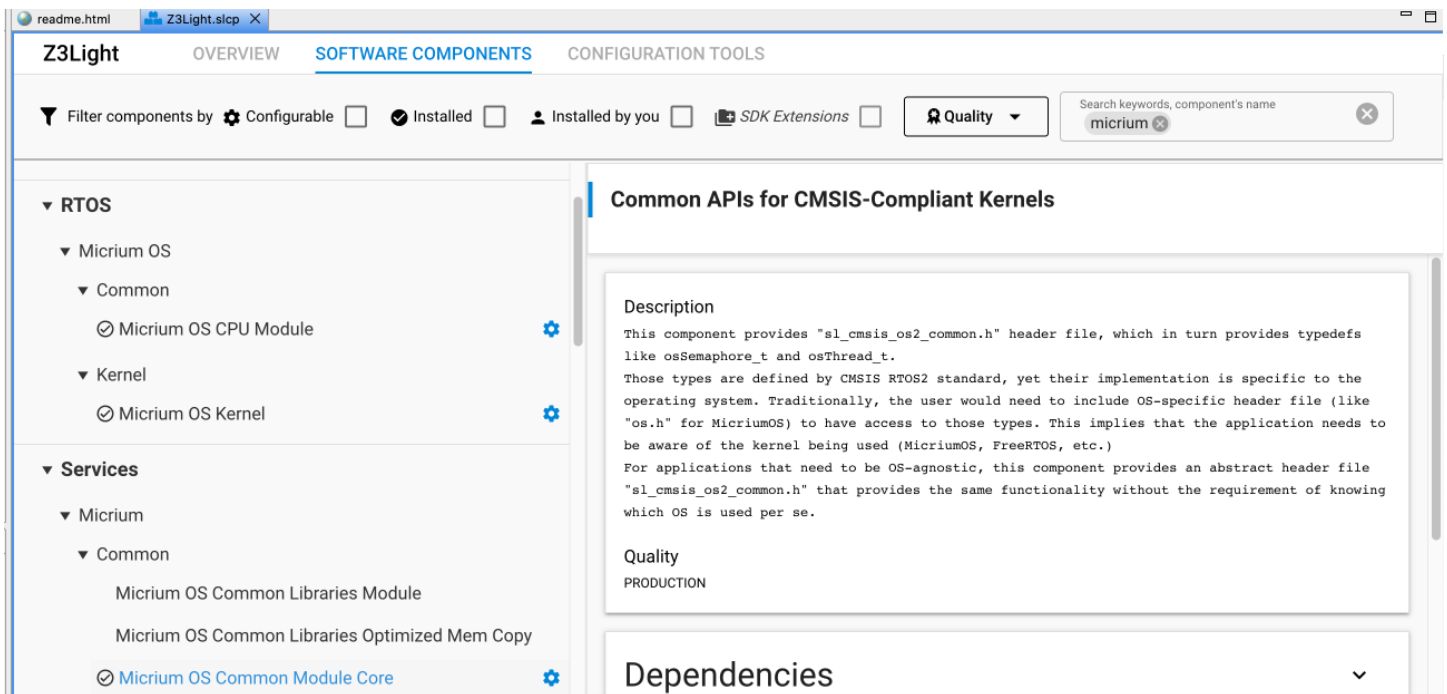 readme.html
Z3Light.slcp
Z3Light
OVERVIEW
SOFTWARE COMPONENTS
CONFIGURATION TOOLS
Filter components by
Configurable
Installed
Installed by you
SDK Extensions
Quality
Search keywords, component's name
micrium
RTOS
Micrium OS
Common
Micrium OS CPU Module
Kernel
Micrium OS Kernel
Services
Micrium
Common
Micrium OS Common Libraries Module
Micrium OS Common Libraries Optimized Mem Copy
Micrium OS Common Module Core
Common APIs for CMSIS-Compliant Kernels
Description
This component provides "sl_cmsis_os2_common.h" header file, which in turn provides typedefs
like osSemaphore_t and osThread_t.
Those types are defined by CMSIS RTOS2 standard, yet their implementation is specific to the
operating system. Traditionally, the user would need to include OS-specific header file (like
"os.h" for MicriumOS) to have access to those types. This implies that the application needs to
be aware of the kernel being used (MicriumOS, FreeRTOS, etc.)
For applications that need to be OS-agnostic, this component provides an abstract header file
"sl_cmsis_os2_common.h" that provides the same functionality without the requirement of knowing
which OS is used per se.
Quality
PRODUCTION
Dependencies